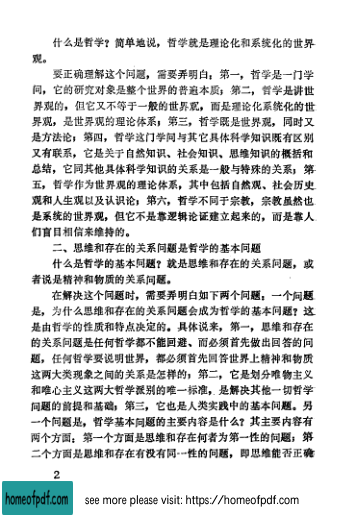 什么是哲学？简单地说，哲学就是理论化和系统化的世界
观。
要正确理解这个问题，需要弄明白：第一，哲学是一门学
问，它的研究对象是整个世界的普遍本质；第二，哲学是讲世
界观的，但它又不等于一般的世界观，而是理论化系统化的世
界观，是世界观的理论体系；第三，哲学既是世界观，同时又
是方法论；第四，哲学这门学问与其它具体科学知识既有区别
又有联系，它是关于自然知识、社会知识、思维知识的概括和
总结，它同其他具体科学知识的关系是一般与特殊的关系；第
五，哲学作为世界观的理论体系，其中包括自然观、社会历史
观和人生观以及认识论；第六，哲学不同于宗教，宗教虽然也
是系统的世界观，但它不是靠逻辑论证建立起来的，而是靠人
们盲目相信来维持的。
二、思维和存在的关系问题是哲学的基本问题
什么是哲学的基本问题？就是思维和存在的关系问题，或
者说是精神和物质的关系问题。
在解决这个问题时，需要弄明白如下两个问题：一个问题
是，为什么思维和存在的关系问题会成为哲学的基本问题？这
是由哲学的性质和特点决定的。具体说来，第一，思维和存在
的关系问题是任何哲学都不能回避、而必须首先做出回答的问
题，任何哲学要说明世界，都必须首先回答世界上精神和物质
这两大类现象之间的关系是怎样的；第二，它是划分唯物主义
和唯心主义这两大哲学派别的唯一标准，是解决其他一切哲学
问题的前提和基础；第三，它也是人类实践中的基本问题。另
一个问题是，哲学基本问题的主要内容是什么？其主要内容有
两个方面：第一个方面是思维和存在何者为第一性的问题；第
二个方面是思维和存在有没有同一性的问题，即思维能否正确
2
homeofpdf.com
see more please visit: https://homeofpdf.com